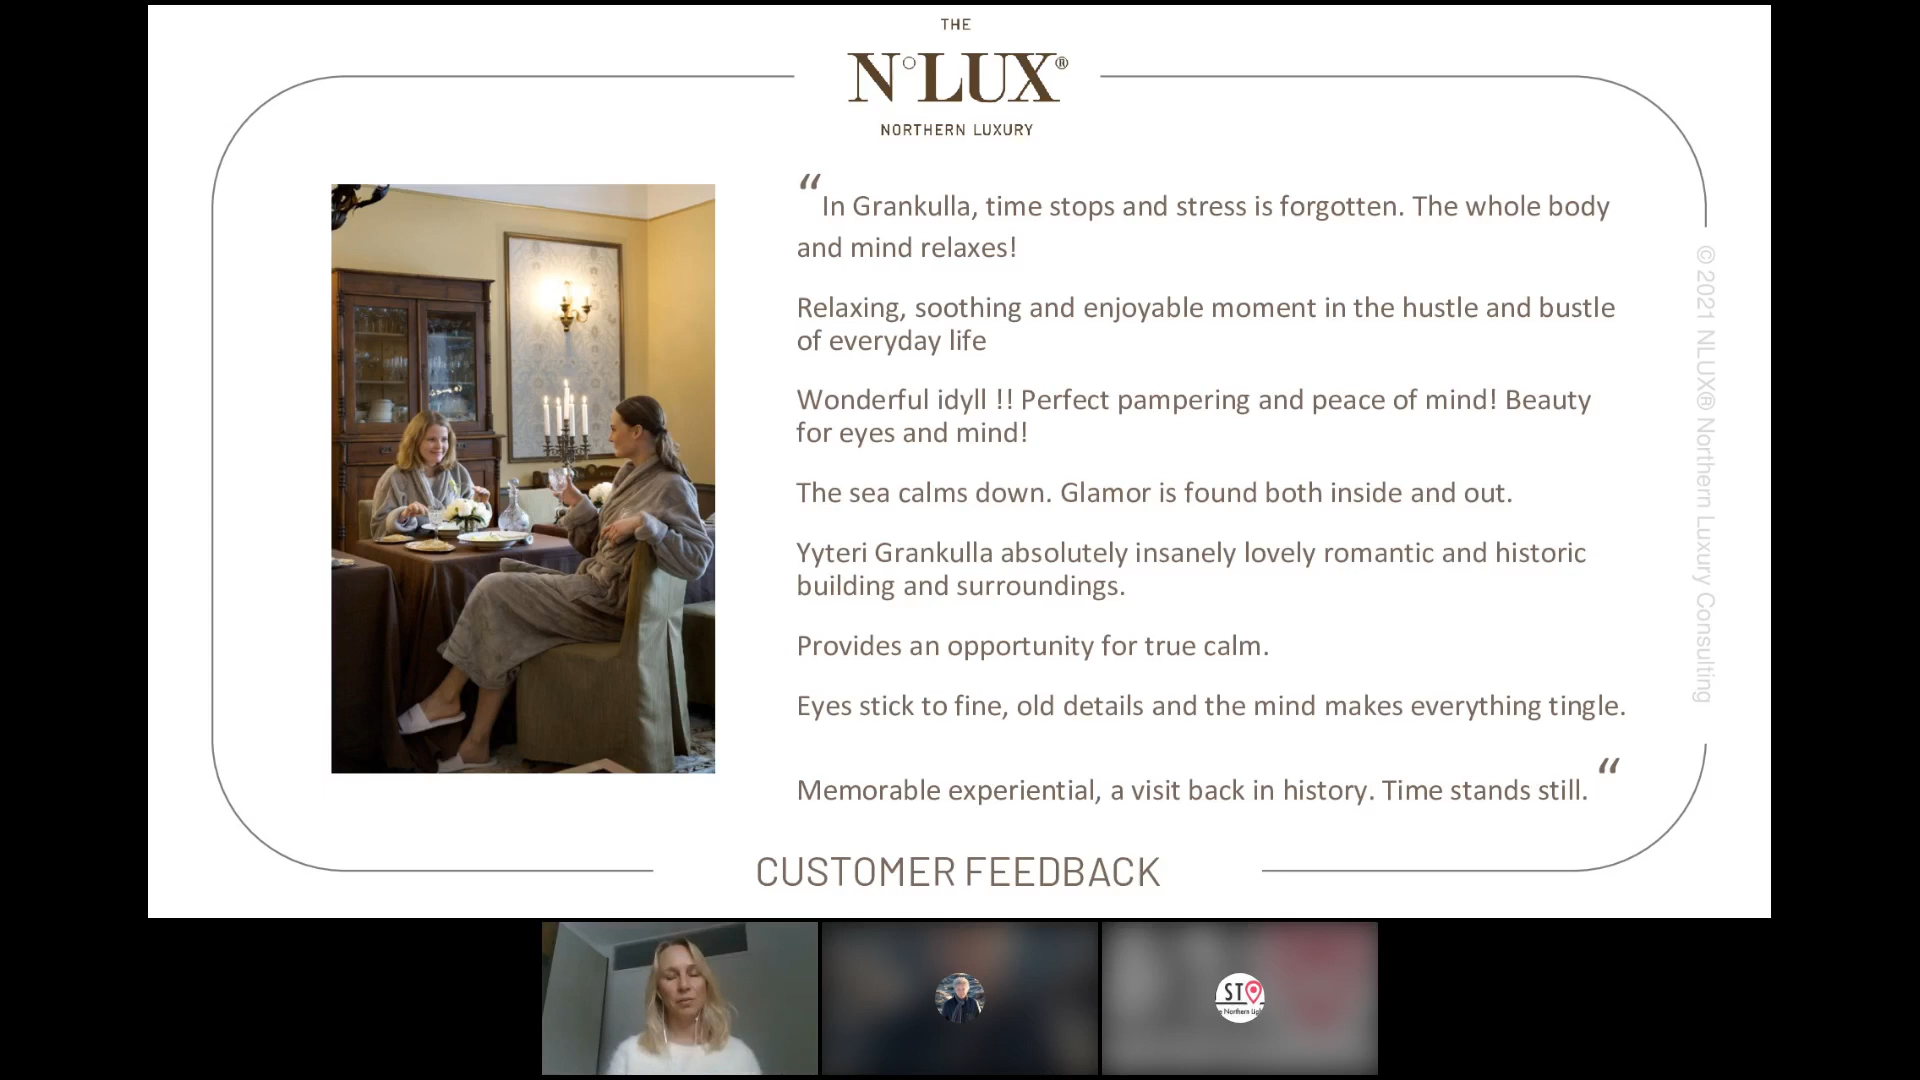 THE
N°LUX®
NORTHERN LUXURY
“In Grankulla, time stops and stress is forgotten. The whole body
and mind relaxes!
Relaxing, soothing and enjoyable moment in the hustle and bustle
of everyday life
Wonderful idyll !! Perfect pampering and peace of mind! Beauty
for eyes and mind!
The sea calms down. Glamor is found both inside and out.
Yyteri Grankulla absolutely insanely lovely romantic and historic
building and surroundings.
Provides an opportunity for true calm.
Eyes stick to fine, old details and the mind makes everything tingle.
Memorable experiential, a visit back in history. Time stands still. “
© 2021 NLUX® Northern Luxury Consulting
CUSTOMER FEEDBACK
ST
Northern